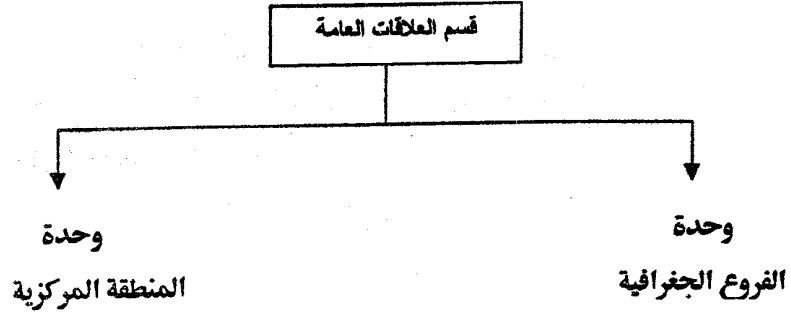 قسم العلاقات العامة
وحدة
الفروع الجغرافية
وحدة
المنطقة المركزية